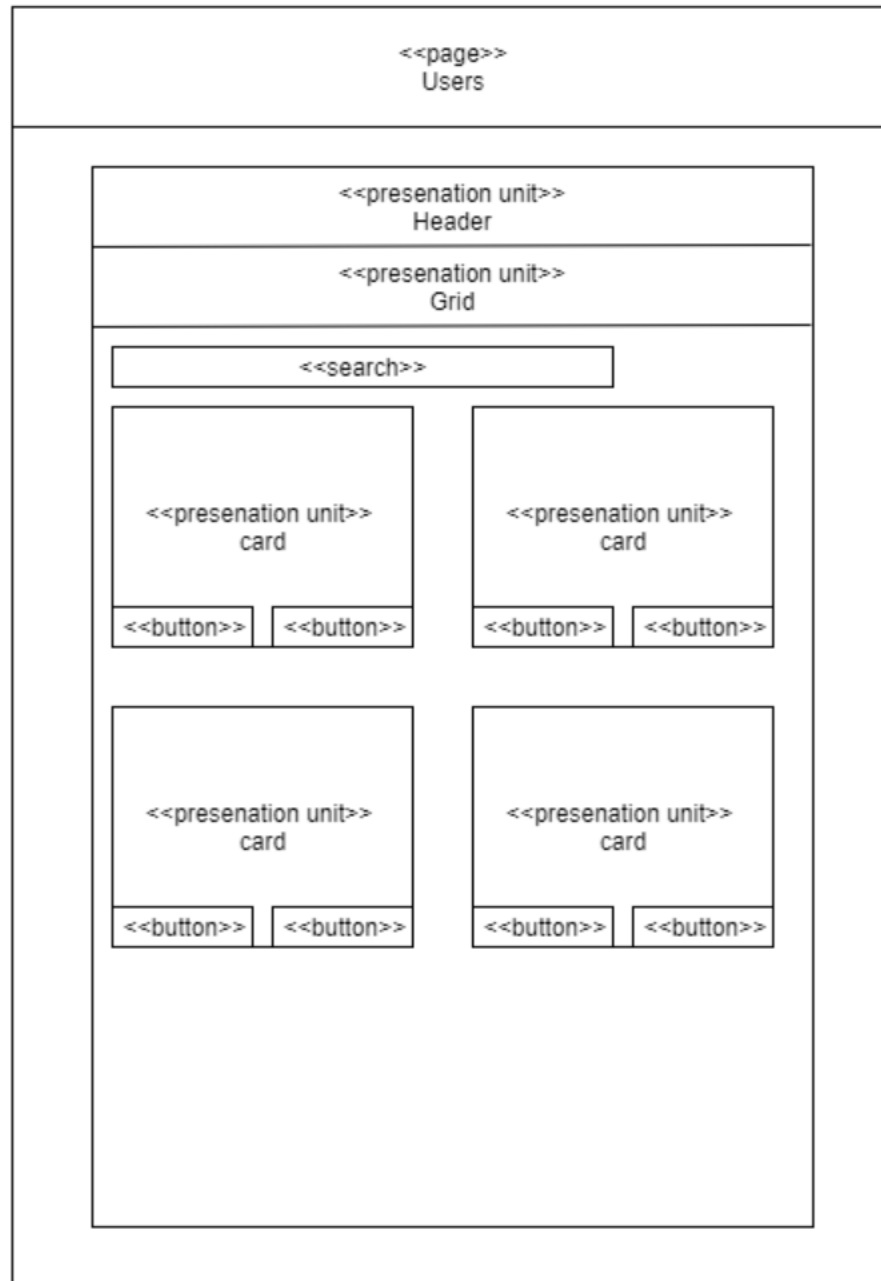 <<page>>
Users
<<presenation unit>>
Header
<<presenation unit>>
Grid
<<search>>
<<presenation unit>>
card
<<presenation unit>>
card
<<button>> <<button>> <<button>> <<button>>
<<presenation unit>>
card
<<presenation unit>>
card
<<button>> <<button>> <<button>> <<button>>